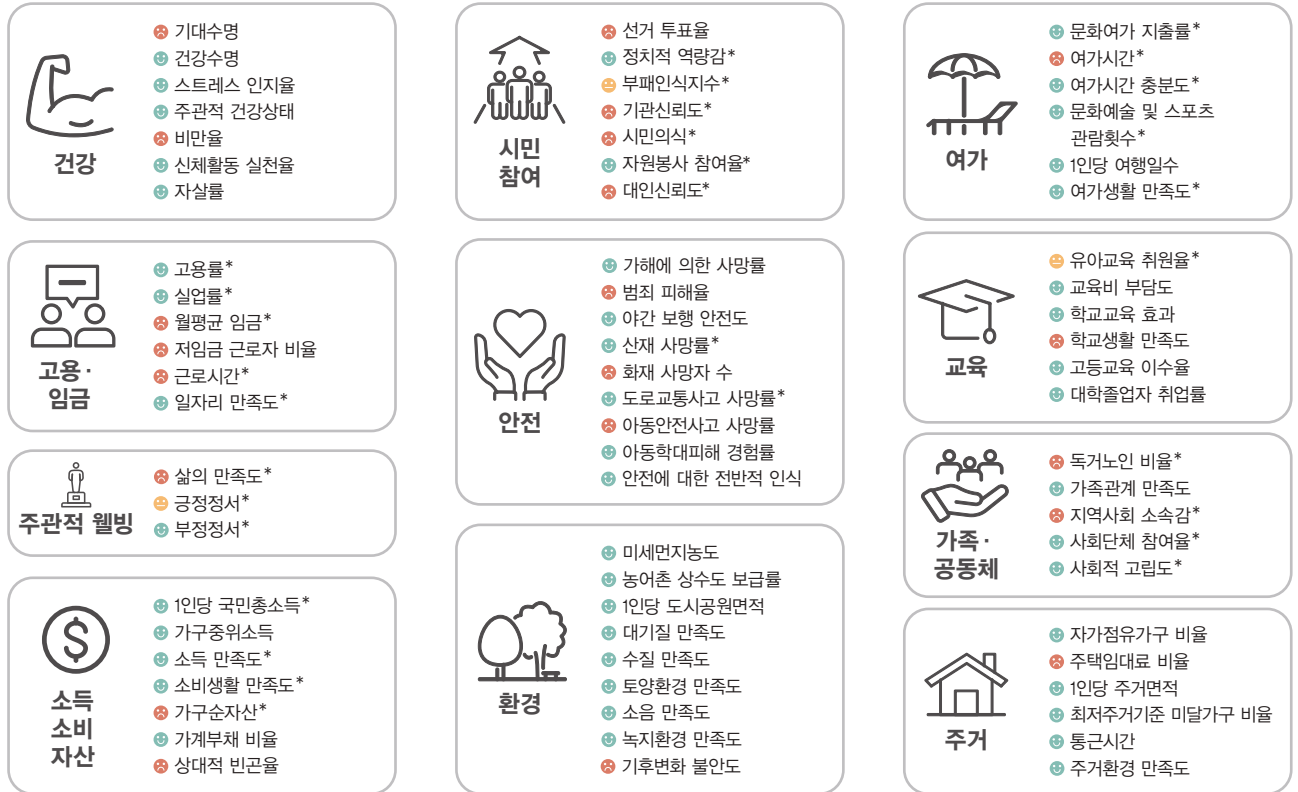 건강
기대수명
건강수명
스트레스 인지율
주관적 건강상태
비만율
신체활동 실천율
자살률
시민
참여
선거 투표율
정치적 역량감*
부패인식지수*
기관신뢰도*
시민의식*
자원봉사 참여율*
대인신뢰도*
여가
문화여가 지출률*
여가시간*
여가시간 충분도*
문화예술 및 스포츠
관람횟수*
1인당 여행일수
여가생활 만족도*
고용·
임금
고용률*
실업률*
월평균 임금*
저임금 근로자 비율
근로시간*
일자리 만족도*
안전
가해에 의한 사망률
범죄 피해율
야간 보행 안전도
산재 사망률*
화재 사망자 수
도로교통사고 사망률*
아동안전사고 사망률
아동학대피해 경험률
안전에 대한 전반적 인식
교육
유아교육 취원율*
교육비 부담도
학교교육 효과
학교생활 만족도
고등교육 이수율
대학졸업자 취업률
주관적 웰빙
삶의 만족도*
긍정정서*
부정정서*
가족·
공동체
독거노인 비율*
가족관계 만족도
지역사회 소속감*
사회단체 참여율*
사회적 고립도*
$
소득
소비
자산
1인당 국민총소득*
가구중위소득
소득 만족도*
소비생활 만족도*
가구순자산*
가계부채 비율
상대적 빈곤율
환경
미세먼지농도
농어촌 상수도 보급률
1인당 도시공원면적
대기질 만족도
수질 만족도
토양환경 만족도
소음 만족도
녹지환경 만족도
기후변화 불안도
주거
자가점유가구 비율
주택임대료 비율
1인당 주거면적
최저주거기준 미달가구 비율
통근시간
주거환경 만족도